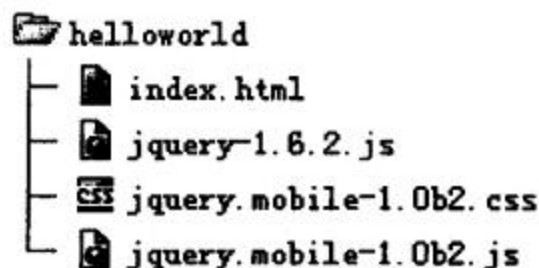 helloworld
index.html
jquery-1.6.2.js
CSS jquery.mobile-1.0b2.css
jquery.mobile-1.0b2.js